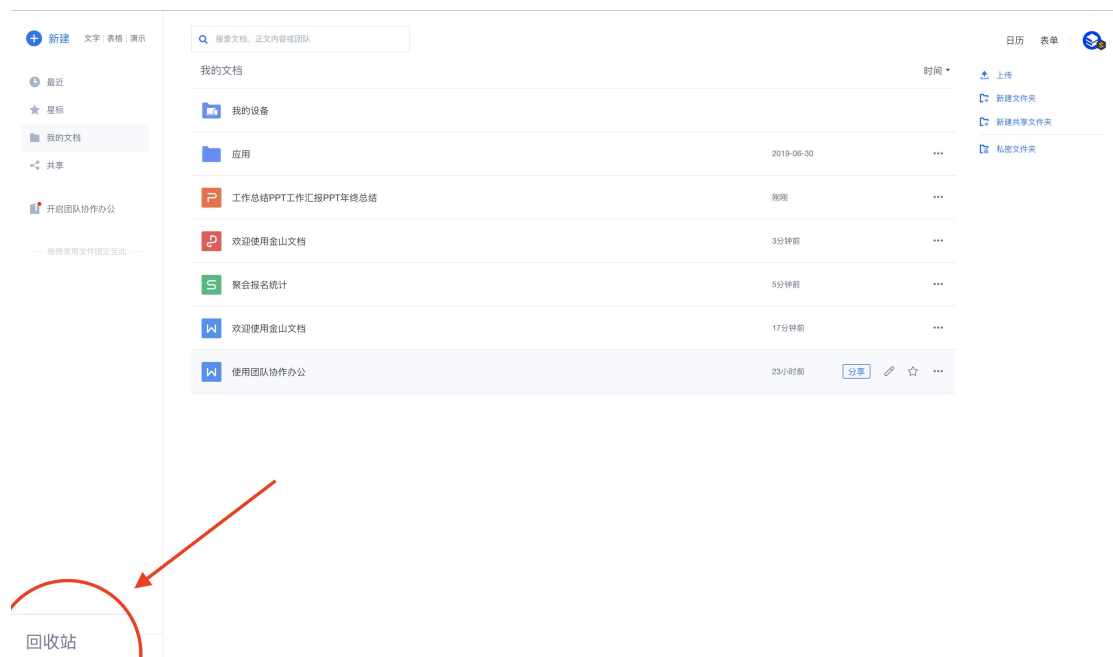 新建 文字 表格 演示
搜索文档、正文内容或团队
日历 表单
最近
星标
我的文档
共享
开启团队协作办公
拖拽常用文件固定至此
我的文档 时间
我的设备
应用 2019-06-30
工作总结PPT工作汇报PPT年终总结 刚刚
欢迎使用金山文档 3分钟前
聚会报名统计 5分钟前
欢迎使用金山文档 17分钟前
使用团队协作办公 23小时前 分享
上传
新建文件夹
新建共享文件夹
私密文件夹
回收站